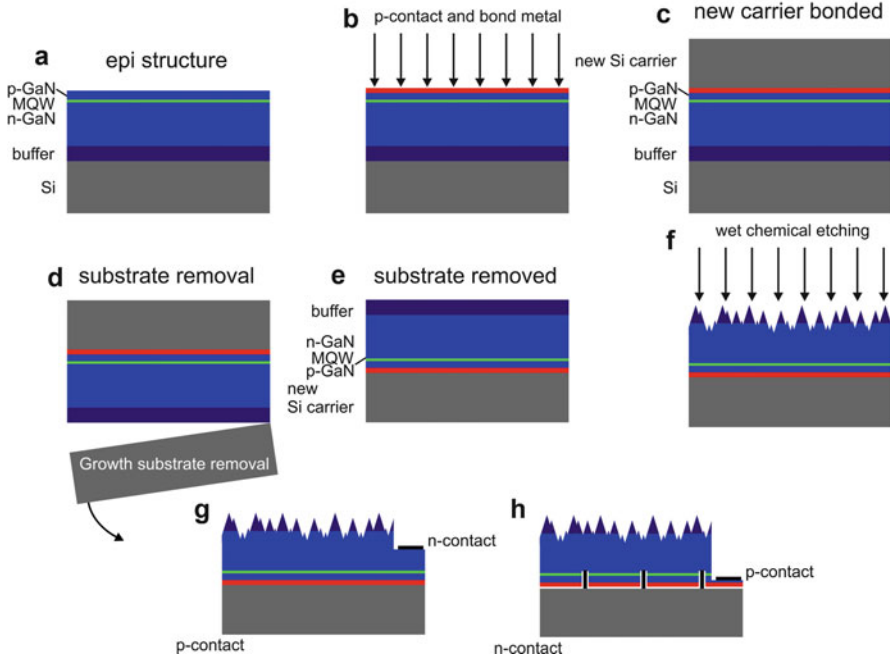 a
epi structure
p-GaN
MQW
n-GaN
buffer
Si
b
p-contact and bond metal
c
new carrier bonded
new Si carrier
p-GaN
MQW
n-GaN
buffer
Si
d
substrate removal
Growth substrate removal
e
substrate removed
buffer
n-GaN
MQW
p-GaN
new
Si carrier
f
wet chemical etching
g
n-contact
p-contact
h
p-contact
n-contact